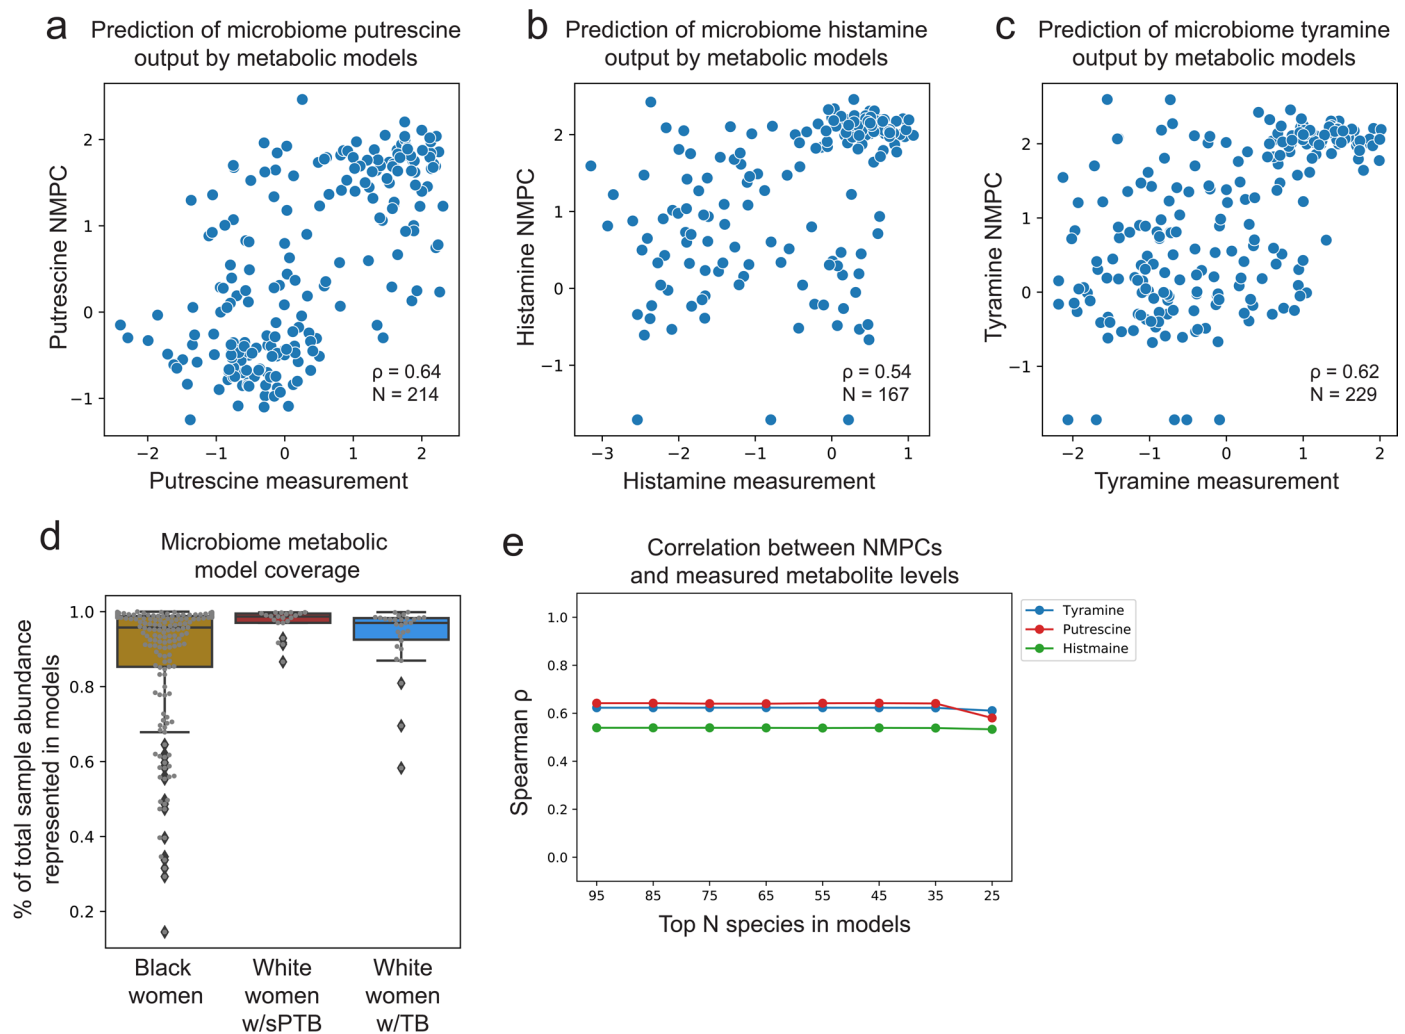 a
Prediction of microbiome putrescine
output by metabolic models
Putrescine NMPC
2
1
0
−1
ρ = 0.64
N = 214
−2
−1
0
1
2
Putrescine measurement
b
Prediction of microbiome histamine
output by metabolic models
Histamine NMPC
2
1
0
−1
ρ = 0.54
N = 167
−3
−2
−1
0
1
Histamine measurement
c
Prediction of microbiome tyramine
output by metabolic models
Tyramine NMPC
2
1
0
−1
ρ = 0.62
N = 229
−2
−1
0
1
2
Tyramine measurement
d
Microbiome metabolic
model coverage
% of total sample abundance
represented in models
1.0
0.8
0.6
0.4
0.2
Black
women
White
women
w/sPTB
White
women
w/TB
e
Correlation between NMPCs
and measured metabolite levels
Spearman ρ
1.0
0.8
0.6
0.4
0.2
0.0
95
85
75
65
55
45
35
25
Top N species in models
Tyramine
Putrescine
Histmaine